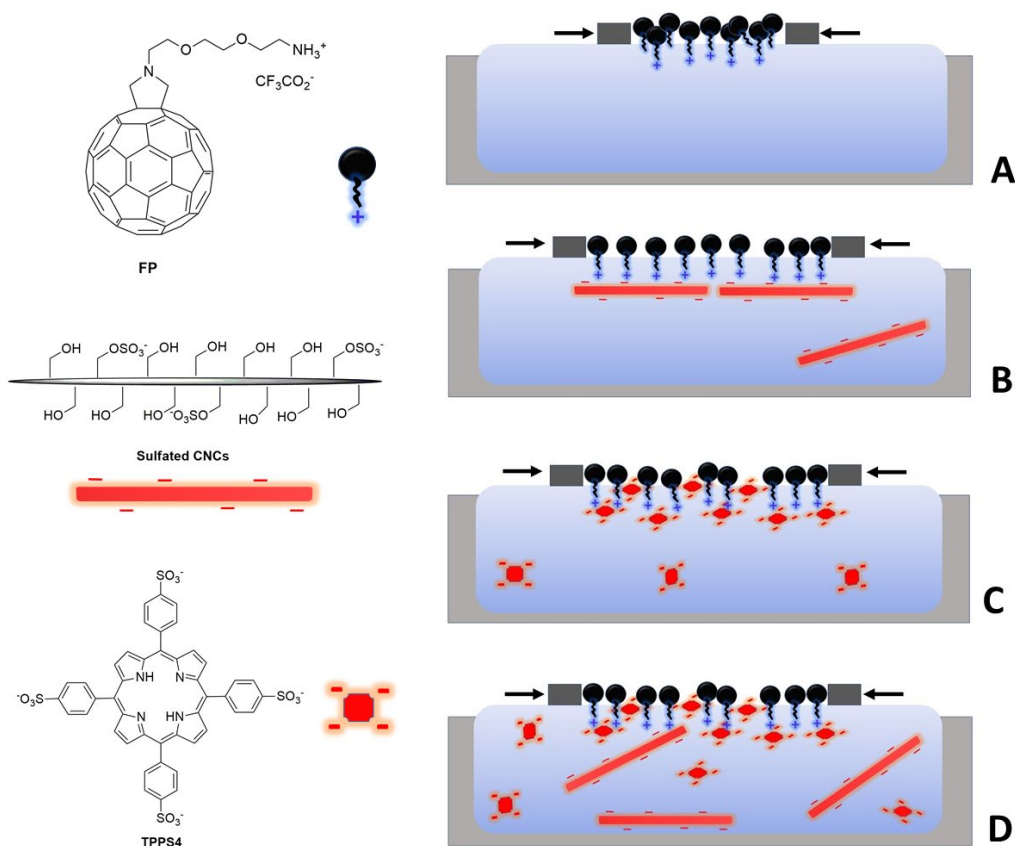 O
O
NH3+
N
CF3CO2-
FP
OH
OSO3-
OH
OH
OH
OH
OSO3-
HO
HO
HO
-O3SO
HO
HO
HO
Sulfated CNCs
SO3-
NH
N
-O3S
SO3-
N
HN
SO3-
TPPS4
A
B
C
D